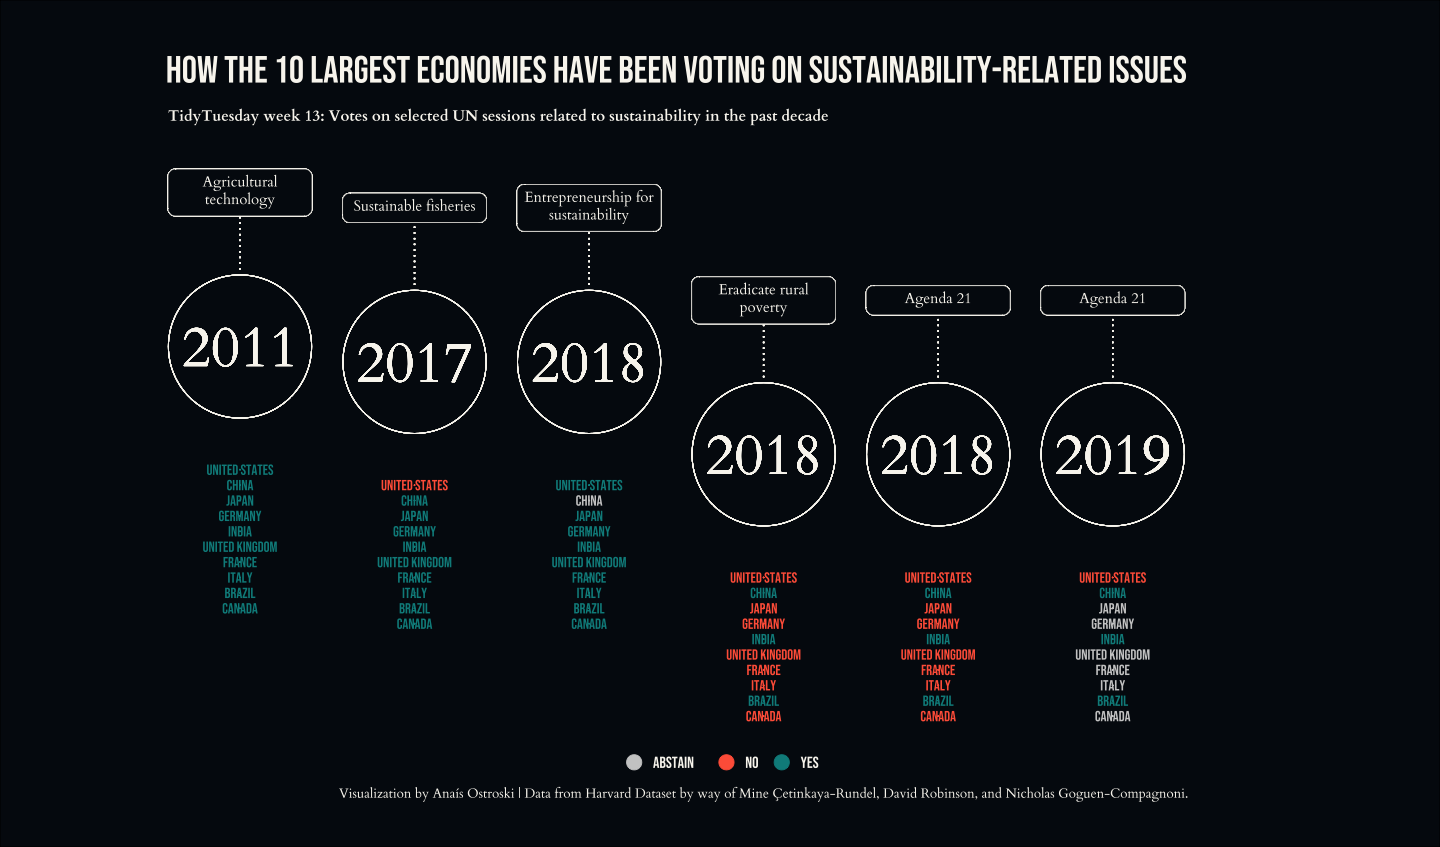 HOW THE 10 LARGEST ECONOMIES HAVE BEEN VOTING ON SUSTAINABILITY-RELATED ISSUES
TidyTuesday week 13: Votes on selected UN sessions related to sustainability in the past decade
Agricultural
technology
2011
UNITED STATES
CHINA
JAPAN
GERMANY
INDIA
UNITED KINGDOM
FRANCE
ITALY
BRAZIL
CANADA
Sustainable fisheries
2017
UNITED STATES
CHINA
JAPAN
GERMANY
INDIA
UNITED KINGDOM
FRANCE
ITALY
BRAZIL
CANADA
Entrepreneurship for
sustainability
2018
UNITED STATES
CHINA
JAPAN
GERMANY
INDIA
UNITED KINGDOM
FRANCE
ITALY
BRAZIL
CANADA
Eradicate rural
poverty
2018
UNITED STATES
CHINA
JAPAN
GERMANY
INDIA
UNITED KINGDOM
FRANCE
ITALY
BRAZIL
CANADA
Agenda 21
2018
UNITED STATES
CHINA
JAPAN
GERMANY
INDIA
UNITED KINGDOM
FRANCE
ITALY
BRAZIL
CANADA
Agenda 21
2019
UNITED STATES
CHINA
JAPAN
GERMANY
INDIA
UNITED KINGDOM
FRANCE
ITALY
BRAZIL
CANADA
ABSTAIN NO YES
Visualization by Anaís Ostroski | Data from Harvard Dataset by way of Mine Çetinkaya-Rundel, David Robinson, and Nicholas Goguen-Compagnoni.